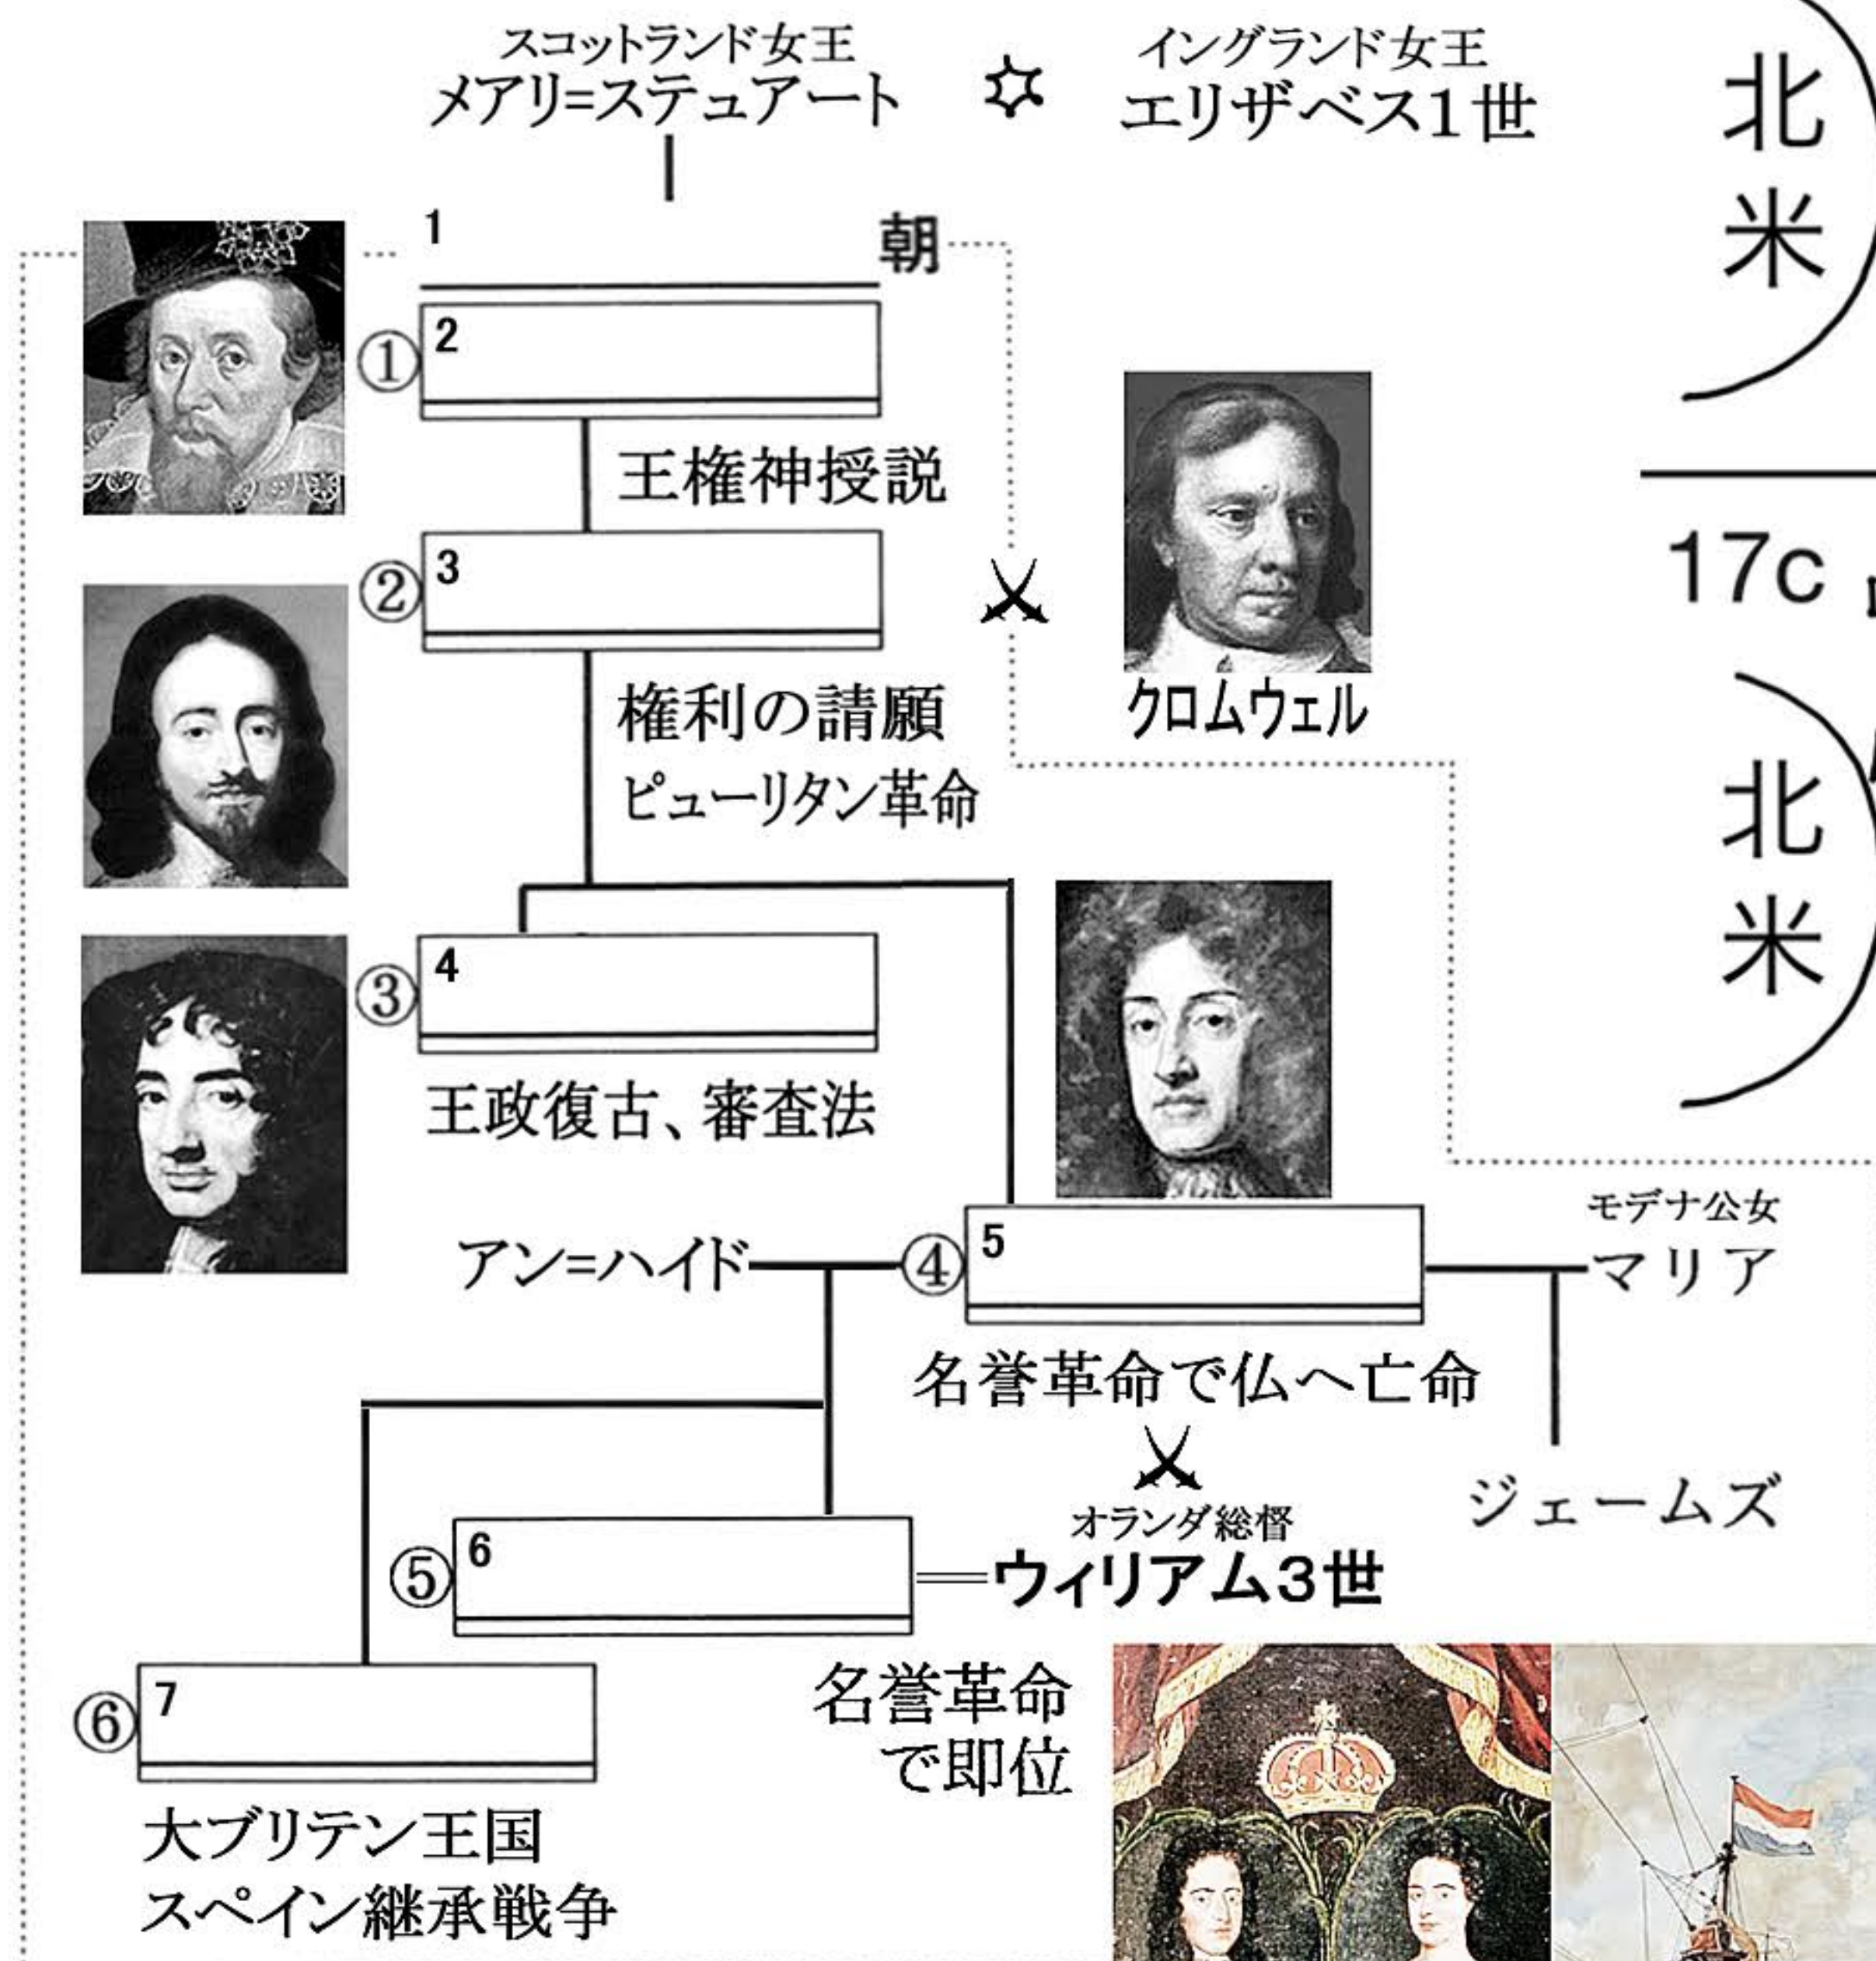 スコットランド女王
メアリ=ステュアート
☆
イングランド女王
エリザベス1世
1
朝
① 2
王権神授説
② 3
クロムウェル
権利の請願
ピューリタン革命
③ 4
王政復古、審査法
アン=ハイド
④ 5
モデナ公女
マリア
名誉革命で仏へ亡命
ジェームズ
⑤ 6
オランダ総督
ウィリアム3世
名誉革命
で即位
⑥ 7
大ブリテン王国
スペイン継承戦争
北
米
17c
北
米